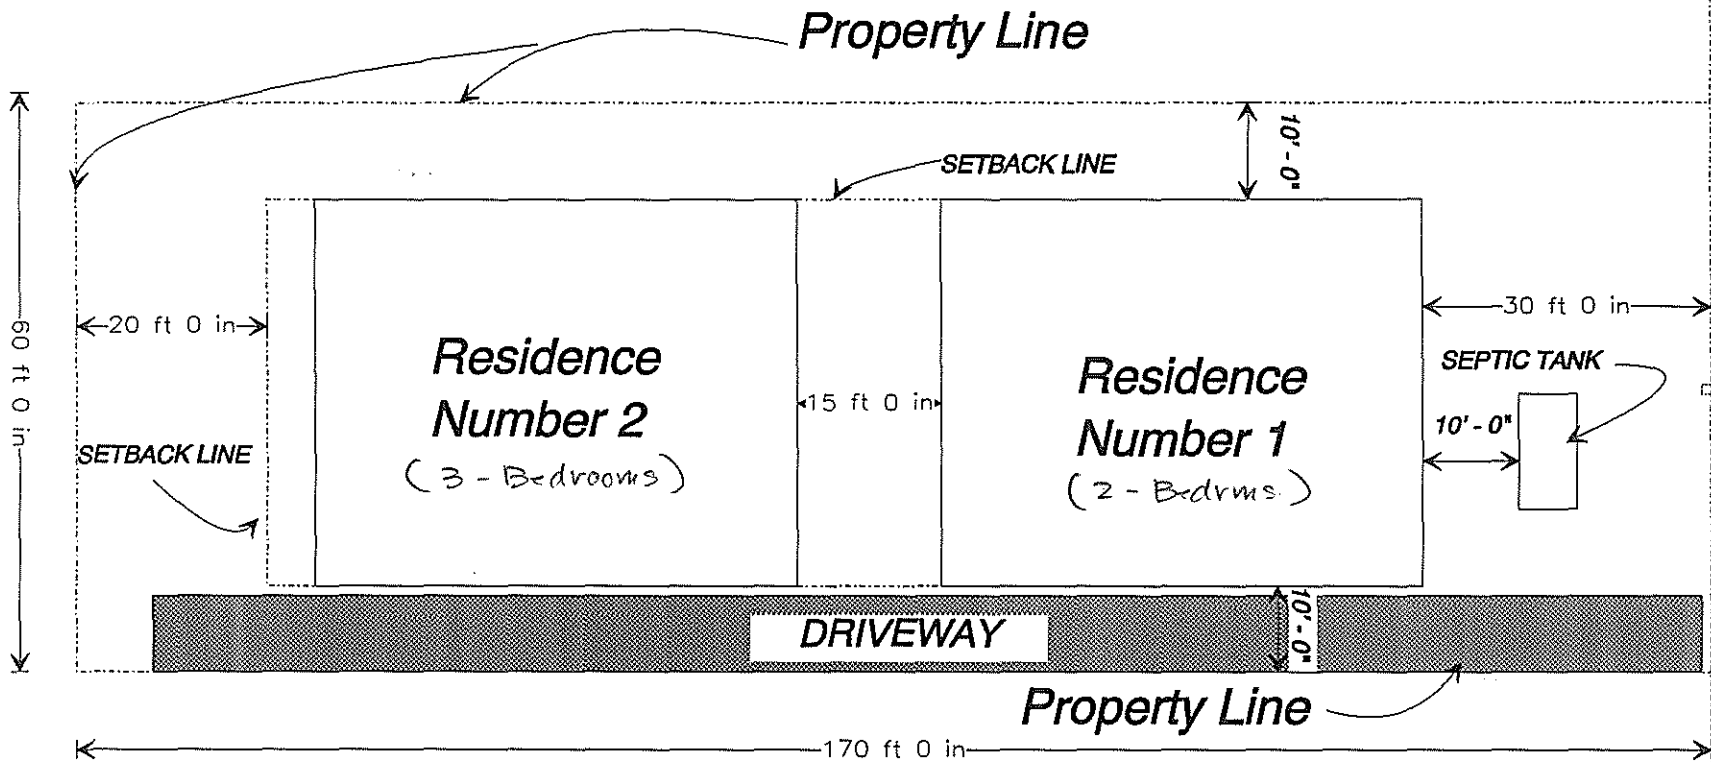 Property Line
10' - 0"
SETBACK LINE
60 ft 0 in
20 ft 0 in
30 ft 0 in
Residence
Number 2
(3 - Bedrooms)
15 ft 0 in
Residence
Number 1
(2 - Bedrms.)
SEPTIC TANK
10' - 0"
SETBACK LINE
DRIVEWAY
10' - 0"
Property Line
170 ft 0 in